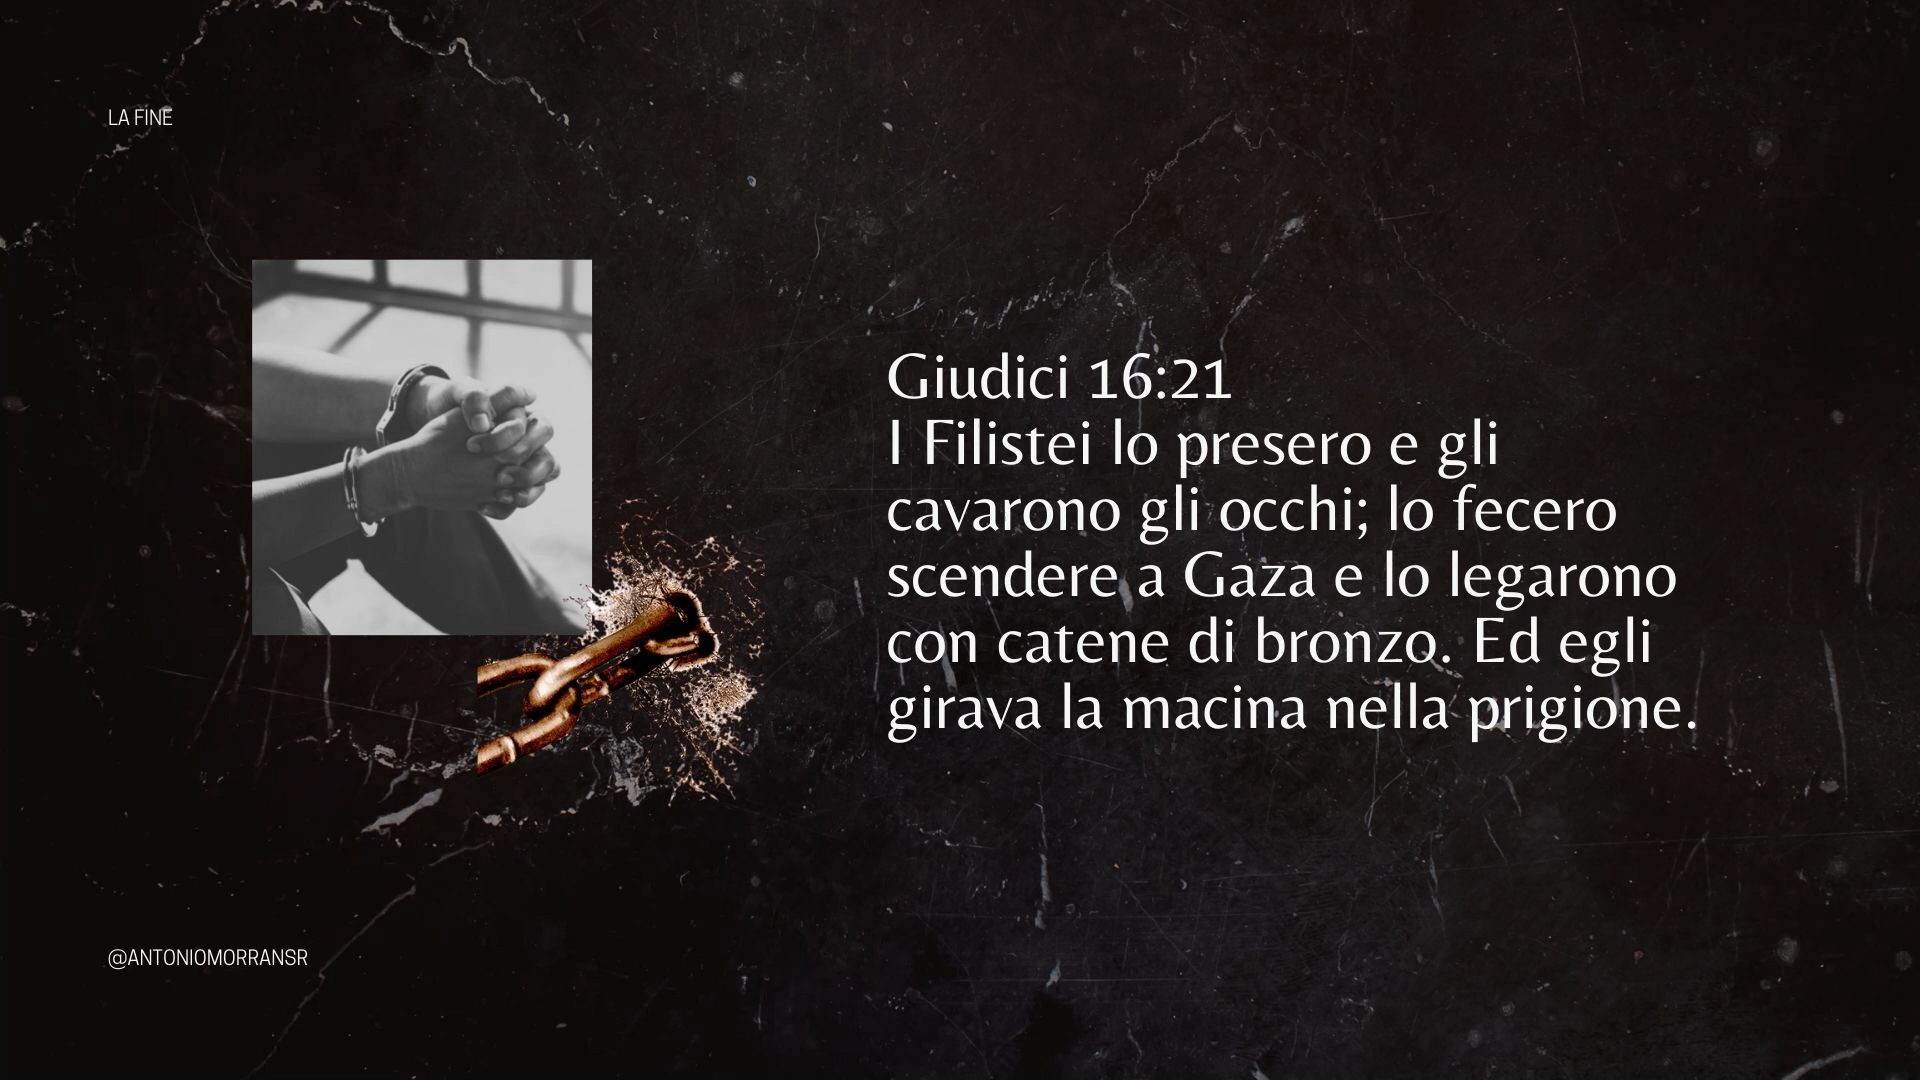 LA FINE
Giudici 16:21
I Filistei lo presero e gli
cavarono gli occhi; lo fecero
scendere a Gaza e lo legarono
con catene di bronzo. Ed egli
girava la macina nella prigione.
@ANTONIOMORRANSR